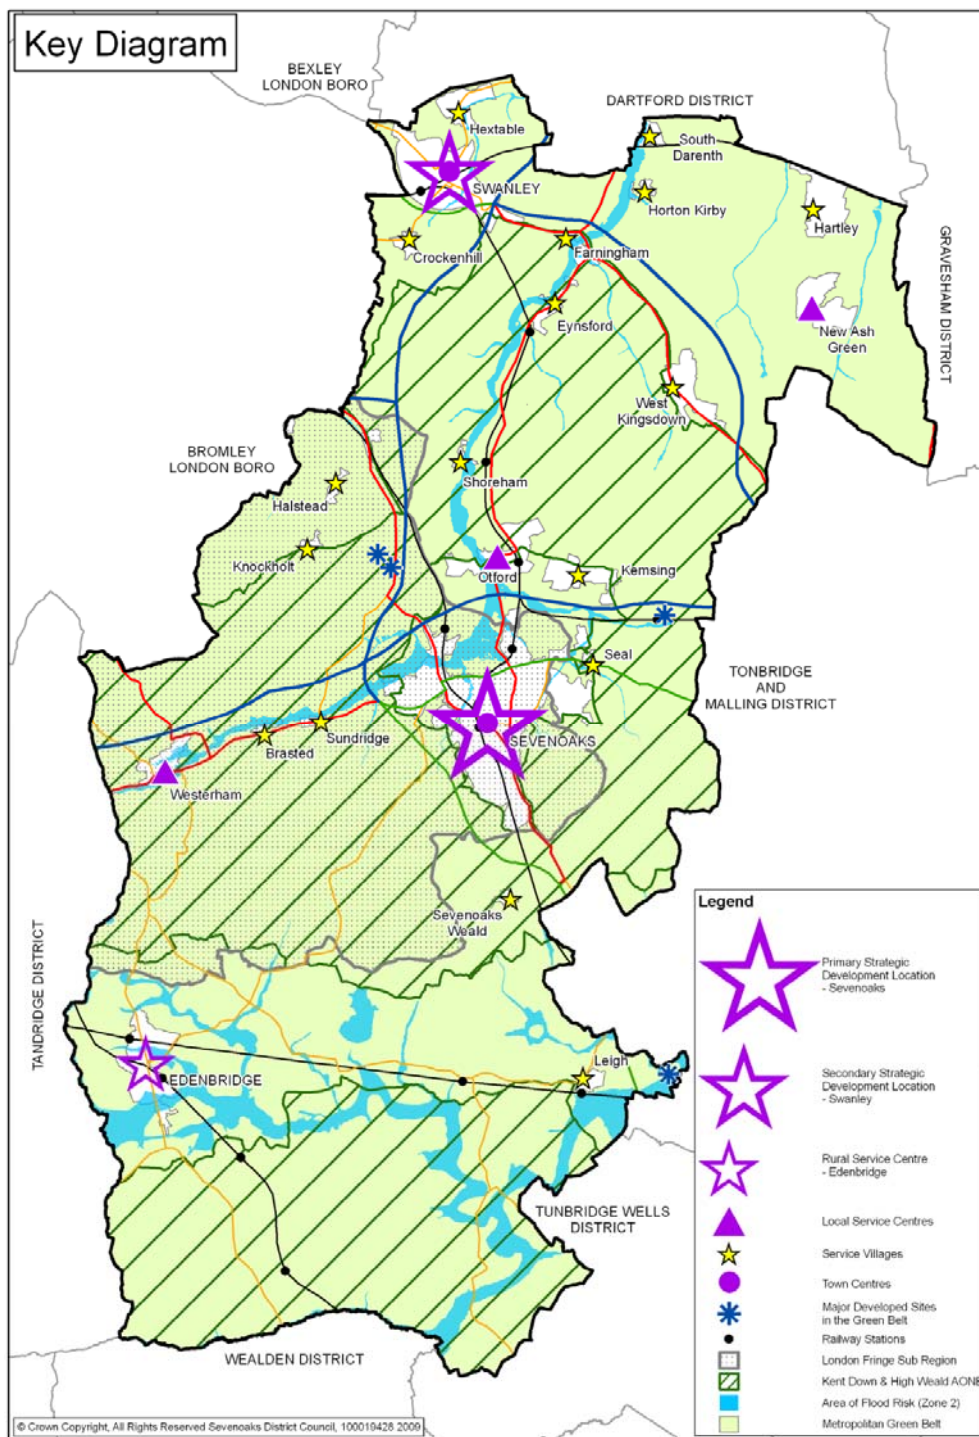 Key Diagram
BEXLEY
LONDON BORO
DARTFORD DISTRICT
Hextable
South
Darenth
SWANLEY
Horton Kirby
Hartley
Crockenhill
Farningham
GRAVESHAM DISTRICT
Eynsford
New Ash
Green
West
Kingsdown
BROMLEY
LONDON BORO
Shoreham
Halstead
Knockholt
Otford
Kemsing
Seal
TONBRIDGE
AND
MALLING DISTRICT
Sundridge
Brasted
SEVENOAKS
Westerham
Sevenoaks
Weald
TANDRIDGE DISTRICT
Leigh
EDENBRIDGE
TUNBRIDGE WELLS
DISTRICT
WEALDEN DISTRICT
Legend
Primary Strategic
Development Location
- Sevenoaks
Secondary Strategic
Development Location
- Swanley
Rural Service Centre
- Edenbridge
Local Service Centres
Service Villages
Town Centres
Major Developed Sites
in the Green Belt
Railway Stations
London Fringe Sub Region
Kent Down & High Weald AONB
Area of Flood Risk (Zone 2)
Metropolitan Green Belt
© Crown Copyright, All Rights Reserved Sevenoaks District Council, 100019428 2009